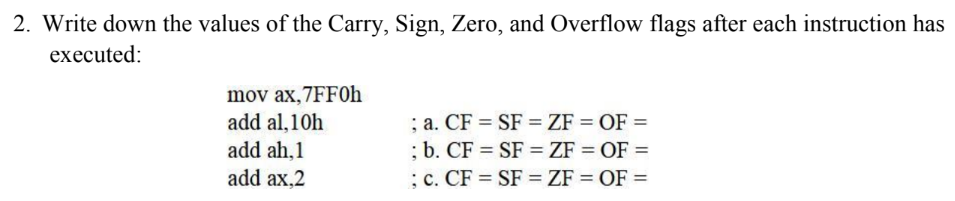 2. Write down the values of the Carry, Sign, Zero, and Overflow flags after each instruction has
executed:
mov ax,7FF0h
add al,10h ; a. CF = SF = ZF = OF =
add ah,1 ; b. CF = SF = ZF = OF =
add ax,2 ; c. CF = SF = ZF = OF =